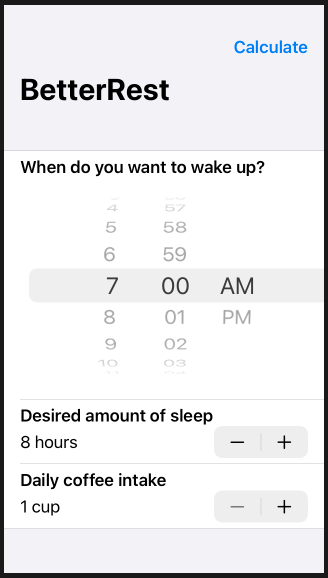 Calculate
BetterRest
When do you want to wake up?
4 57
5 58
6 59
7 00 AM
8 01 PM
9 02
10 03
Desired amount of sleep
8 hours
− +
Daily coffee intake
1 cup
− +